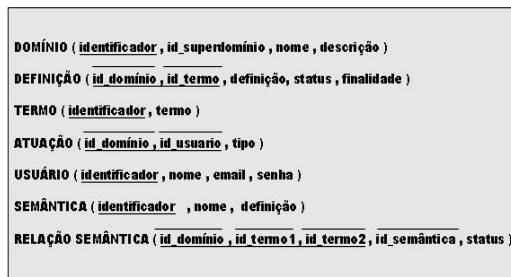 DOMÍNIO ( identificador , id_superdomínio , nome , descrição )
DEFINIÇÃO ( id_domínio , id_termo , definição, status , finalidade )
TERMO ( identificador , termo )
ATUAÇÃO ( id_domínio , id_usuario , tipo )
USUÁRIO ( identificador , nome , email , senha )
SEMÂNTICA ( identificador , nome , definição )
RELAÇÃO SEMÂNTICA ( id_domínio , id_termo1 , id_termo2 , id_semântica , status )